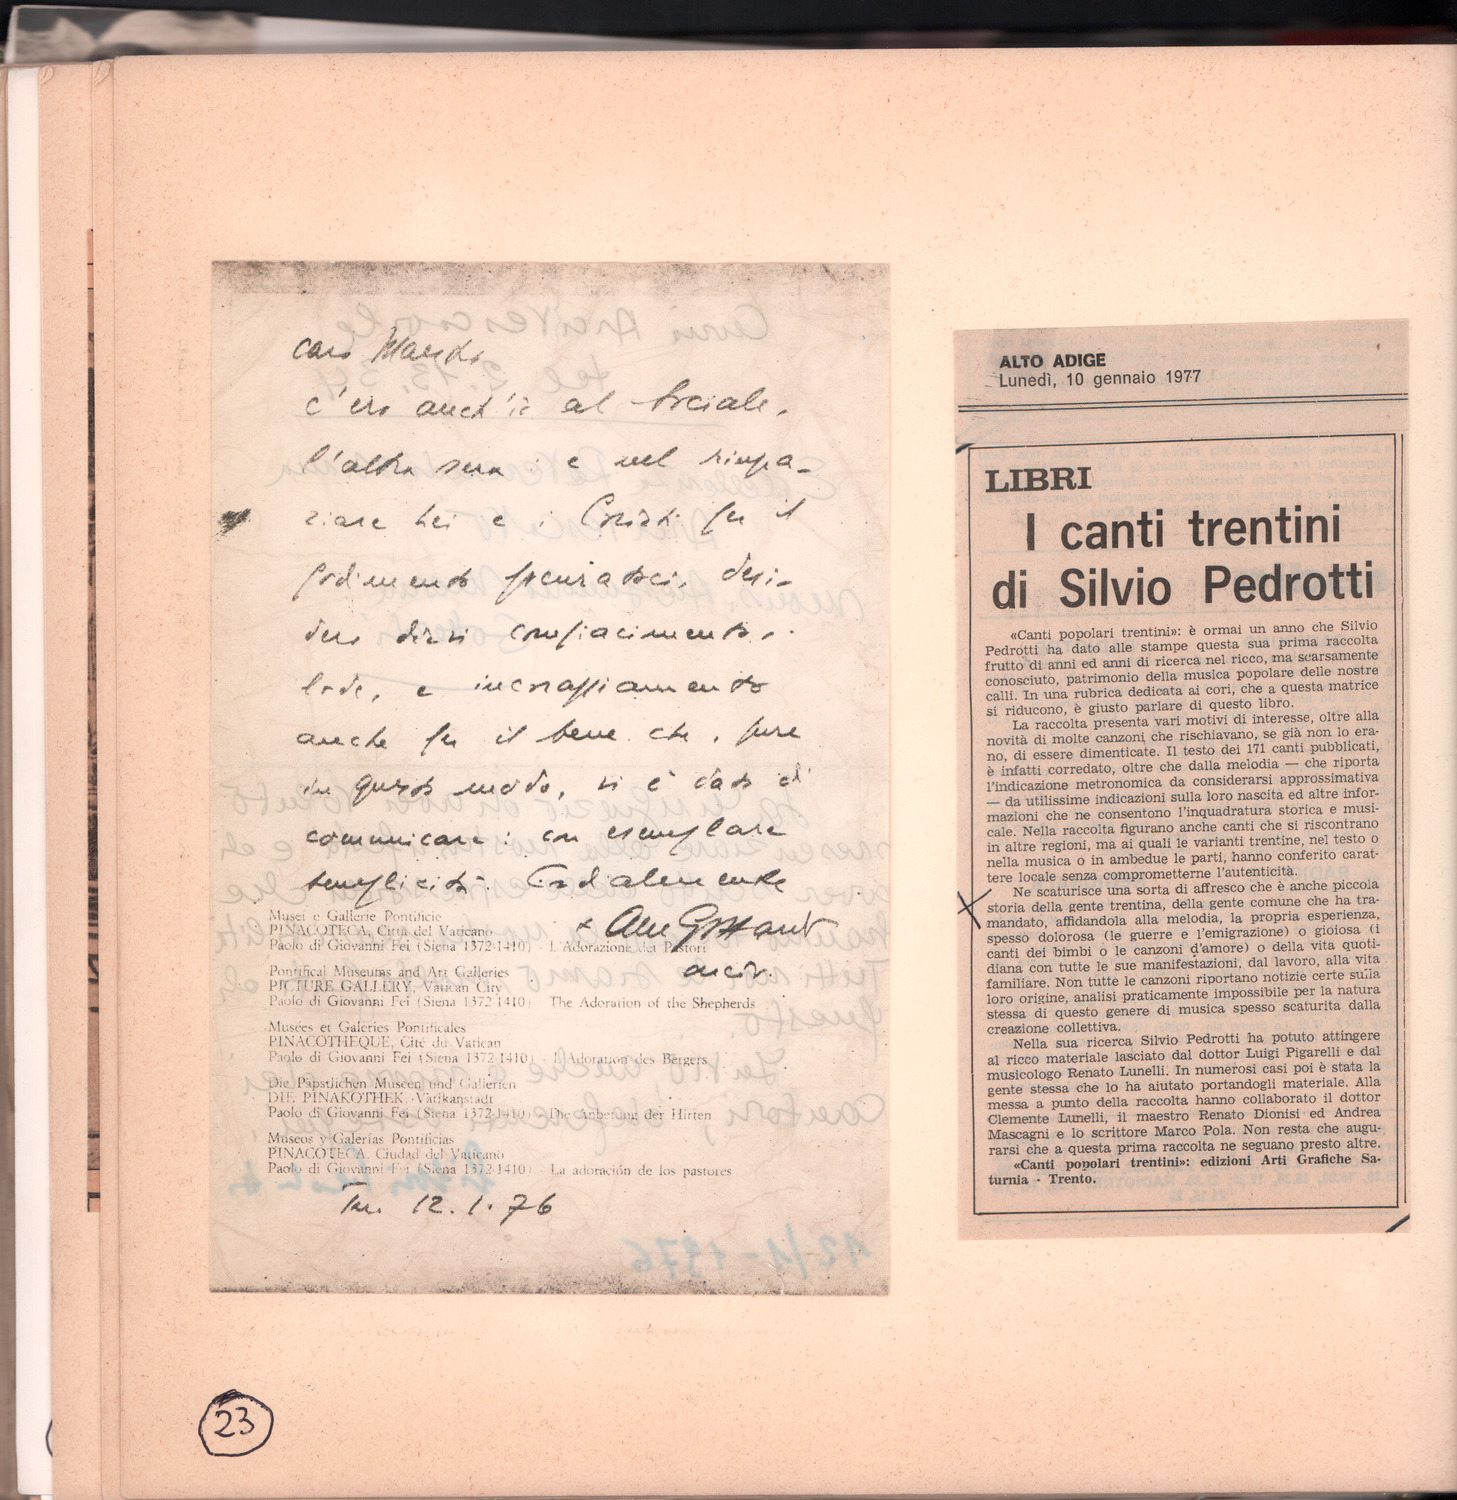 caro Maestro,
c'ero anch'io al Sociale,
l'altra sera: e nel ringra-
ziare Lei e i Coristi per il
godimento procuratoci, desi-
dero dirvi compiacimento,
lode, e incoraggiamento
anche per il bene che, pure
in questo modo, vi è dato di
comunicare: con esemplare
semplicità. Cordialmente
+ Aless Gottardi
arciv.
Musei e Gallerie Pontificie
PINACOTECA, Città del Vaticano
Paolo di Giovanni Fei (Siena 1372-1410) - L'Adorazione dei Pastori
Pontifical Museums and Art Galleries
PICTURE GALLERY, Vatican City
Paolo di Giovanni Fei (Siena 1372-1410) - The Adoration of the Shepherds
Musées et Galeries Pontificales
PINACOTHEQUE, Cité du Vatican
Paolo di Giovanni Fei (Siena 1372-1410) - L'Adoration des Bergers
Die Päpstlichen Museen und Gallerien
DIE PINAKOTHEK, Vatikanstadt
Paolo di Giovanni Fei (Siena 1372-1410) - Die Anbetung der Hirten
Museos y Galerías Pontificias
PINACOTECA, Ciudad del Vaticano
Paolo di Giovanni Fei (Siena 1372-1410) - La adoración de los pastores
12.1.76
23
ALTO ADIGE
Lunedì, 10 gennaio 1977
LIBRI
I canti trentini
di Silvio Pedrotti
«Canti popolari trentini»: è ormai un anno che Silvio
Pedrotti ha dato alle stampe questa sua prima raccolta
frutto di anni ed anni di ricerca nel ricco, ma scarsamente
conosciuto, patrimonio della musica popolare delle nostre
calli. In una rubrica dedicata ai cori, che a questa matrice
si riducono, è giusto parlare di questo libro.
La raccolta presenta vari motivi di interesse, oltre alla
novità di molte canzoni che rischiavano, se già non lo era-
no, di essere dimenticate. Il testo dei 171 canti pubblicati,
è infatti corredato, oltre che dalla melodia — che riporta
l'indicazione metronomica da considerarsi approssimativa
— da utilissime indicazioni sulla loro nascita ed altre infor-
mazioni che ne consentono l'inquadratura storica e musi-
cale. Nella raccolta figurano anche canti che si riscontrano
in altre regioni, ma ai quali le varianti trentine, nel testo o
nella musica o in ambedue le parti, hanno conferito carat-
tere locale senza comprometterne l'autenticità.
Ne scaturisce una sorta di affresco che è anche piccola
storia della gente trentina, della gente comune che ha tra-
mandato, affidandola alla melodia, la propria esperienza,
spesso dolorosa (le guerre e l'emigrazione) o gioiosa (i
canti dei bimbi o le canzoni d'amore) o della vita quoti-
diana con tutte le sue manifestazioni, dal lavoro, alla vita
familiare. Non tutte le canzoni riportano notizie certe sulla
loro origine, analisi praticamente impossibile per la natura
stessa di questo genere di musica spesso scaturita dalla
creazione collettiva.
Nella sua ricerca Silvio Pedrotti ha potuto attingere
al ricco materiale lasciato dal dottor Luigi Pigarelli e dal
musicologo Renato Lunelli. In numerosi casi poi è stata la
gente stessa che lo ha aiutato portandogli materiale. Alla
messa a punto della raccolta hanno collaborato il dottor
Clemente Lunelli, il maestro Renato Dionisi ed Andrea
Mascagni e lo scrittore Marco Pola. Non resta che augu-
rarsi che a questa prima raccolta ne seguano presto altre.
«Canti popolari trentini»: edizioni Arti Grafiche Sa-
turnia - Trento.